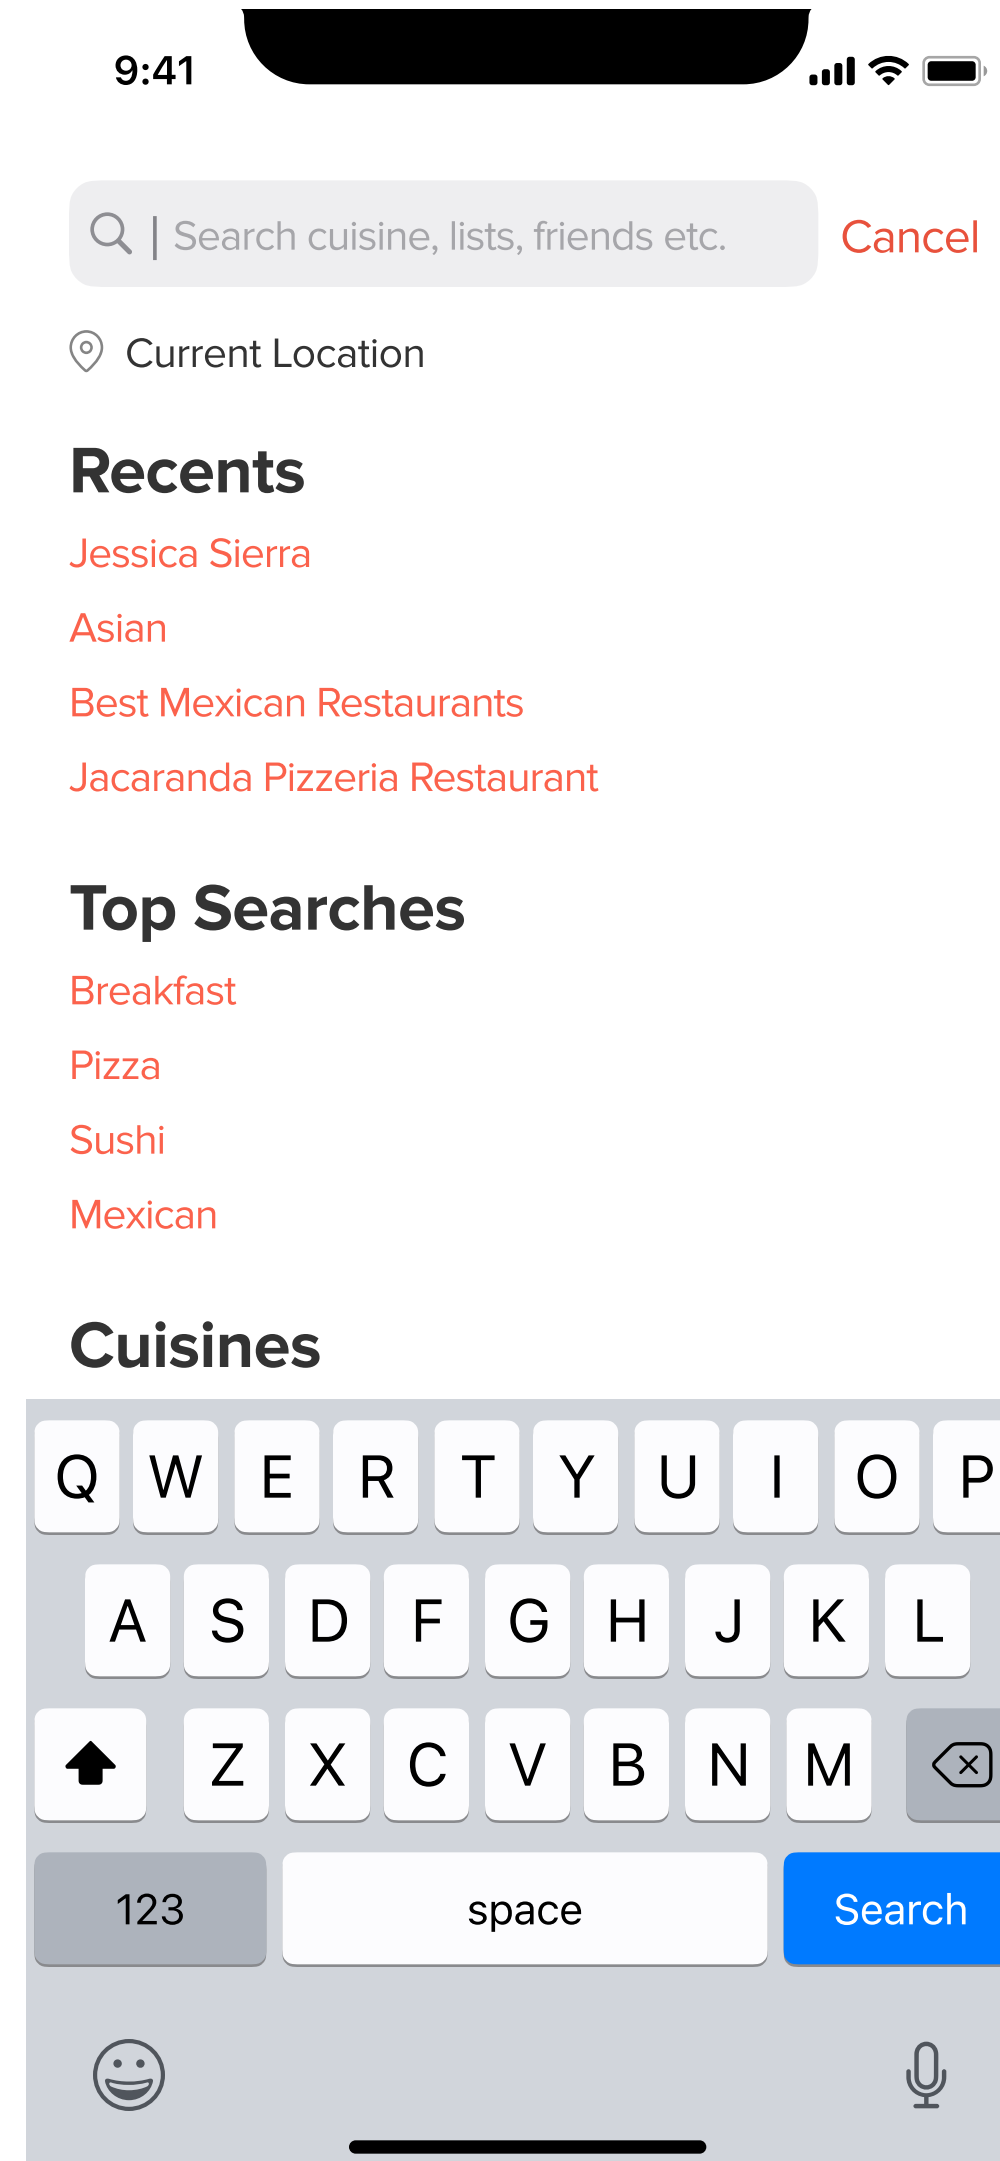 9:41
Search cuisine, lists, friends etc.
Cancel
Current Location
Recents
Jessica Sierra
Asian
Best Mexican Restaurants
Jacaranda Pizzeria Restaurant
Top Searches
Breakfast
Pizza
Sushi
Mexican
Cuisines
Q W E R T Y U I O P
A S D F G H J K L
Z X C V B N M
123 space Search